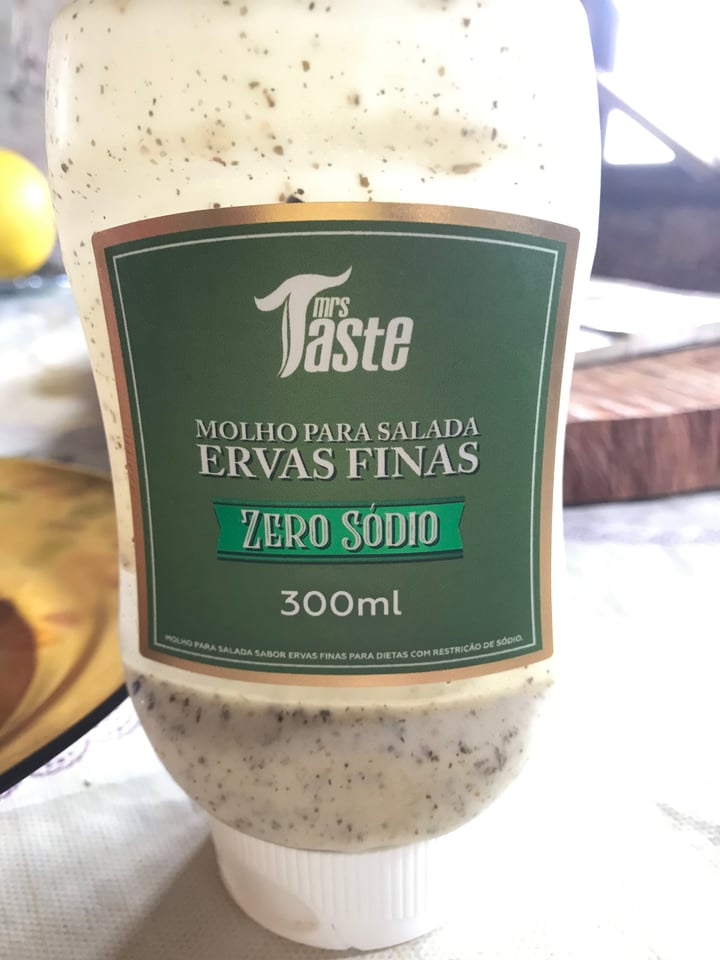 mrs
Taste
MOLHO PARA SALADA
ERVAS FINAS
ZERO SÓDIO
300ml
MOLHO PARA SALADA SABOR ERVAS FINAS PARA DIETAS COM RESTRIÇÃO DE SÓDIO.